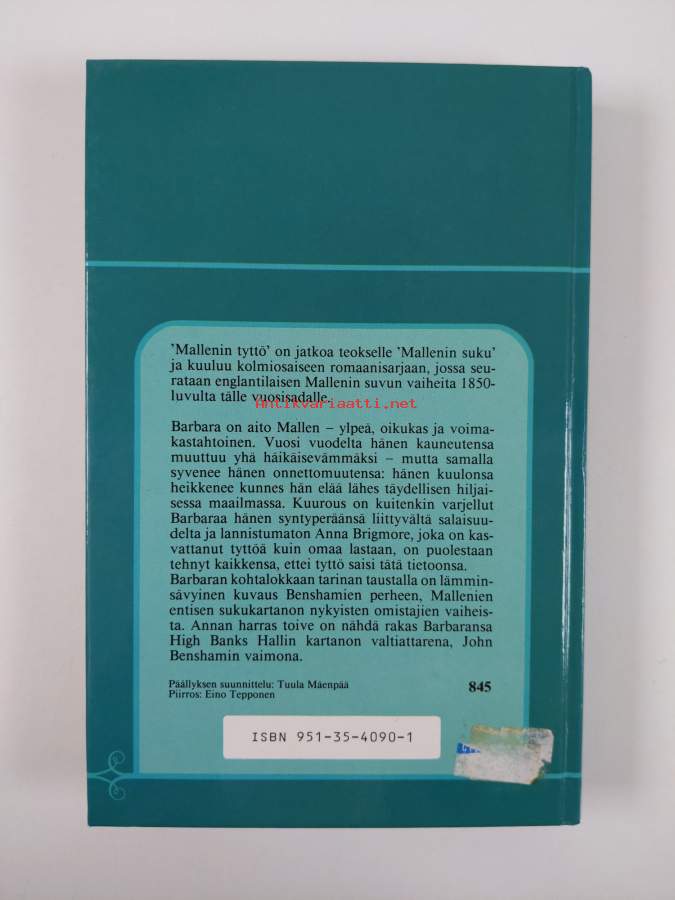 'Mallenin tyttö' on jatkoa teokselle 'Mallenin suku'
ja kuuluu kolmiosaiseen romaanisarjaan, jossa seu-
rataan englantilaisen Mallenin suvun vaiheita 1850-
luvulta tälle vuosisadalle.
antikvariaatti.net
Barbara on aito Mallen – ylpeä, oikukas ja voima-
kastahtoinen. Vuosi vuodelta hänen kauneutensa
muuttuu yhä häikäisevämmäksi – mutta samalla
syvenee hänen onnettomuutensa: hänen kuulonsa
heikkenee kunnes hän elää lähes täydellisen hiljai-
sessa maailmassa. Kuurous on kuitenkin varjellut
Barbaraa hänen syntyperäänsä liittyvältä salaisuu-
delta ja lannistumaton Anna Brigmore, joka on kas-
vattanut tyttöä kuin omaa lastaan, on puolestaan
tehnyt kaikkensa, ettei tyttö saisi tätä tietoonsa.
Barbaran kohtalokkaan tarinan taustalla on lämmin-
sävyinen kuvaus Benshamien perheen, Mallenien
entisen sukukartanon nykyisten omistajien vaiheis-
ta. Annan harras toive on nähdä rakas Barbaransa
High Banks Hallin kartanon valtiattarena, John
Benshamin vaimona.
Päällyksen suunnittelu: Tuula Mäenpää
Piirros: Eino Tepponen
845
ISBN 951-35-4090-1